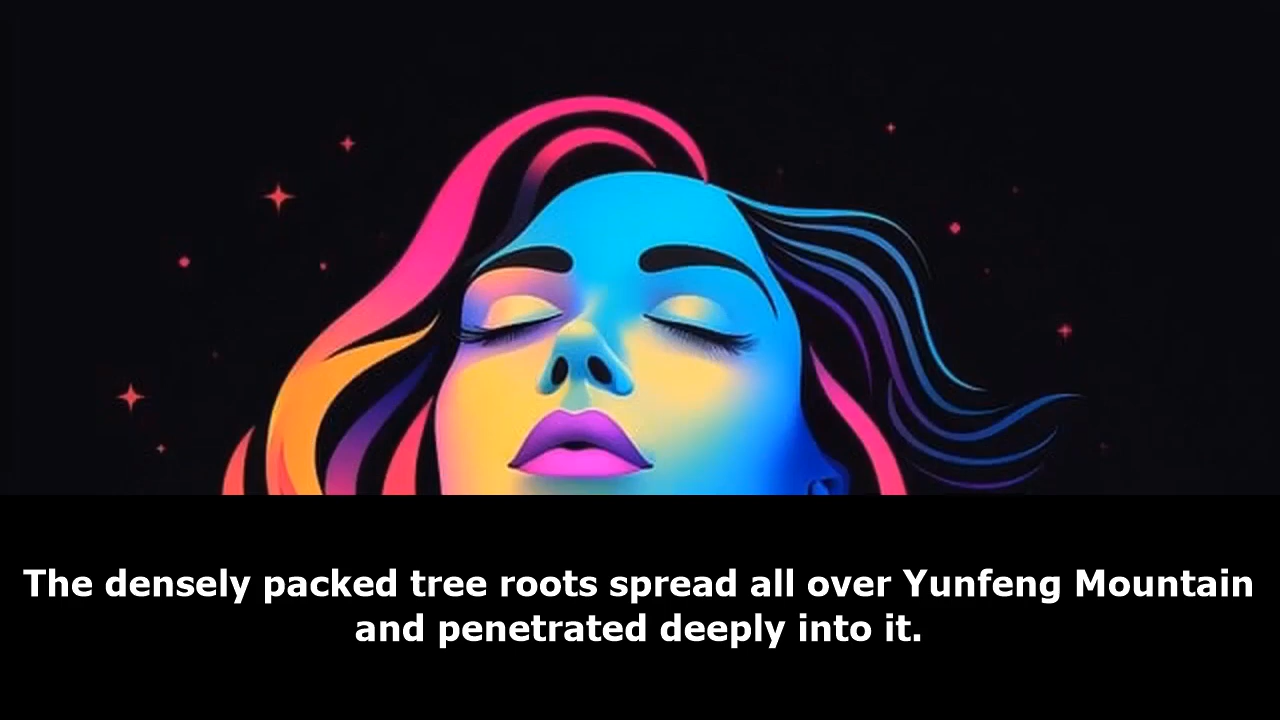 The densely packed tree roots spread all over Yunfeng Mountain
and penetrated deeply into it.